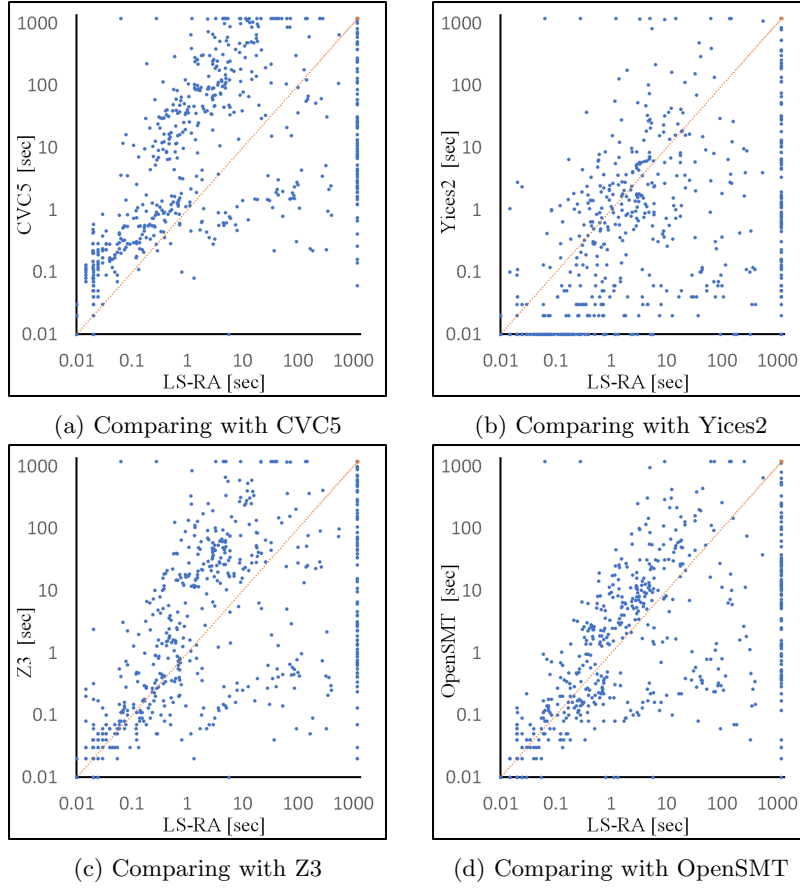 1000
100
10
1
0.1
0.01
CVC5 [sec]
0.01 0.1 1 10 100 1000
LS-RA [sec]
(a) Comparing with CVC5
1000
100
10
1
0.1
0.01
Yices2 [sec]
0.01 0.1 1 10 100 1000
LS-RA [sec]
(b) Comparing with Yices2
1000
100
10
1
0.1
0.01
Z3 [sec]
0.01 0.1 1 10 100 1000
LS-RA [sec]
(c) Comparing with Z3
1000
100
10
1
0.1
0.01
OpenSMT [sec]
0.01 0.1 1 10 100 1000
LS-RA [sec]
(d) Comparing with OpenSMT